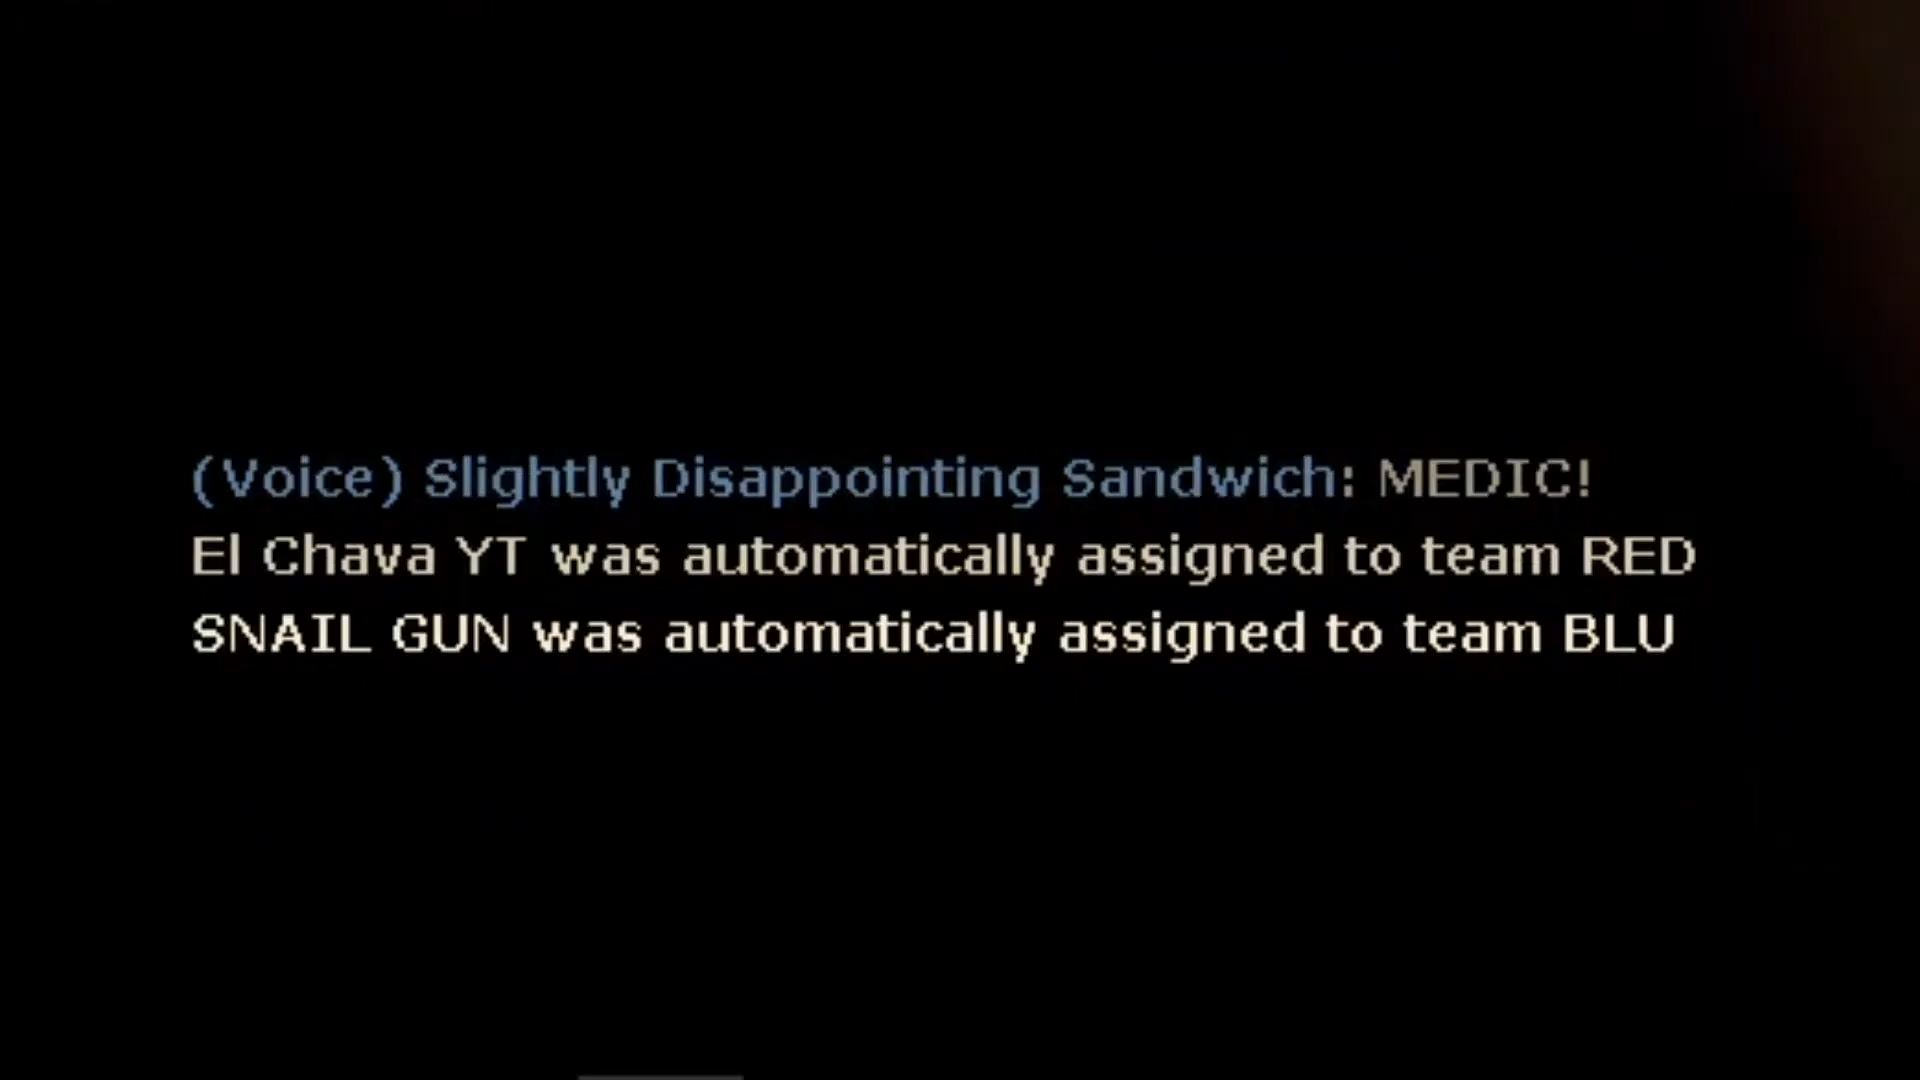 (Voice) Slightly Disappointing Sandwich: MEDIC!
El Chava YT was automatically assigned to team RED
SNAIL GUN was automatically assigned to team BLU